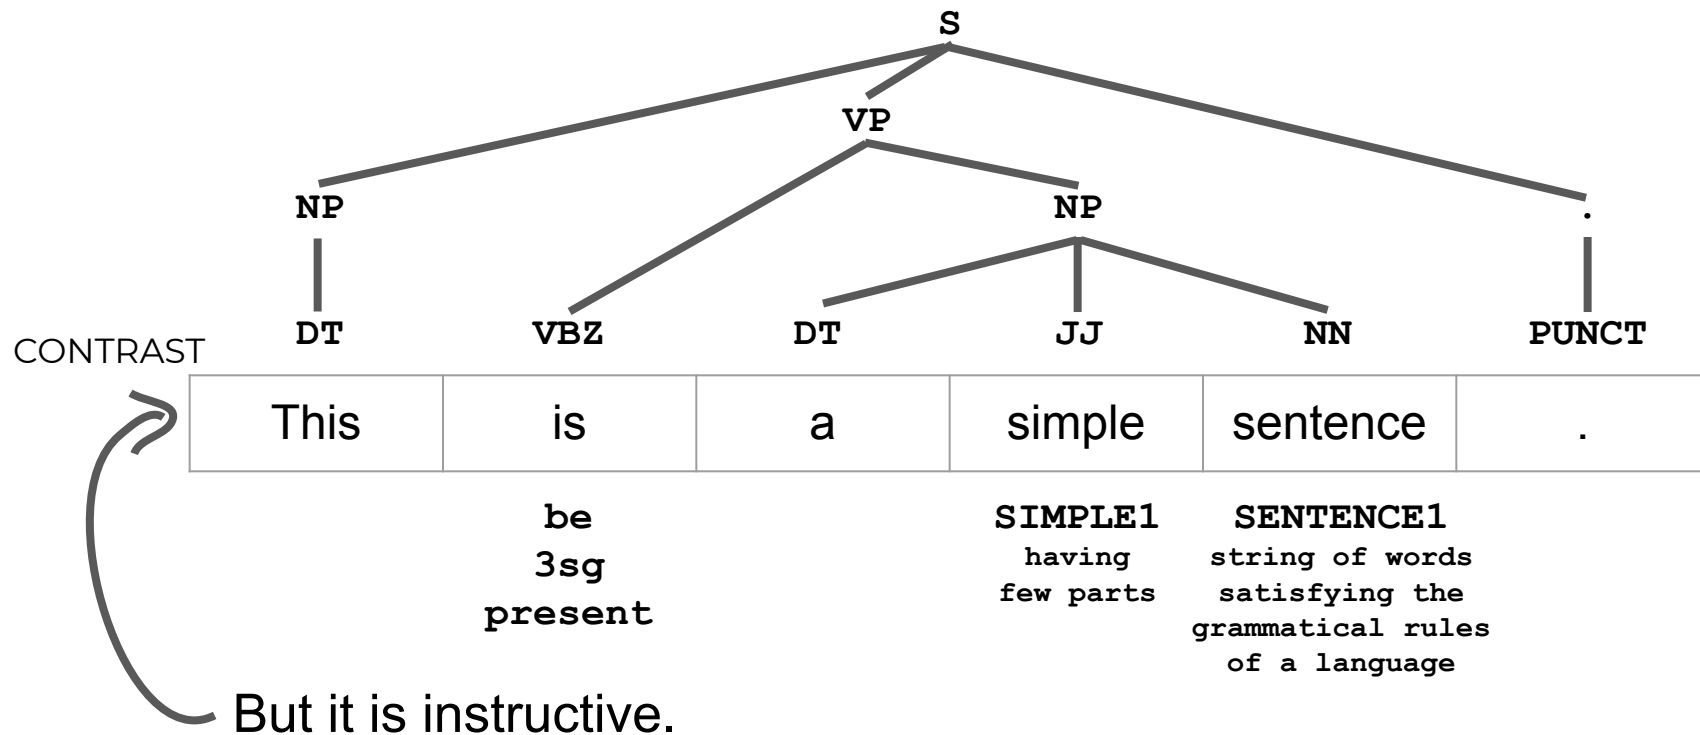 S
VP
NP NP .
DT VBZ DT JJ NN PUNCT
CONTRAST
This is a simple sentence .
be SIMPLE1 SENTENCE1
having string of words
3sg
few parts satisfying the
present
grammatical rules
of a language
But it is instructive.